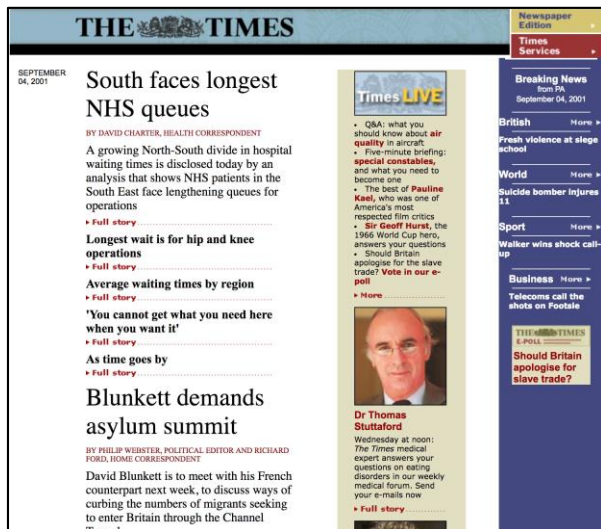 THE TIMES
Newspaper
Edition
Times
Services
SEPTEMBER
04, 2001
South faces longest
NHS queues
BY DAVID CHARTER, HEALTH CORRESPONDENT
A growing North-South divide in hospital
waiting times is disclosed today by an
analysis that shows NHS patients in the
South East face lengthening queues for
operations
Full story
Longest wait is for hip and knee
operations
Full story
Average waiting times by region
Full story
'You cannot get what you need here
when you want it'
Full story
As time goes by
Full story
Blunkett demands
asylum summit
BY PHILIP WEBSTER, POLITICAL EDITOR AND RICHARD
FORD, HOME CORRESPONDENT
David Blunkett is to meet with his French
counterpart next week, to discuss ways of
curbing the numbers of migrants seeking
to enter Britain through the Channel
Times LIVE
• Q&A: what you
should know about air
quality in aircraft
• Five-minute briefing:
special constables,
and what you need to
become one
• The best of Pauline
Kael, who was one of
America's most
respected film critics
• Sir Geoff Hurst, the
1966 World Cup hero,
answers your questions
• Should Britain
apologise for the slave
trade? Vote in our e-
poll
More
Dr Thomas
Stuttaford
Wednesday at noon:
The Times medical
expert answers your
questions on eating
disorders in our weekly
medical forum. Send
your e-mails now
Full story
Breaking News
from PA
September 04, 2001
British More
Fresh violence at siege
school
World More
Suicide bomber injures
11
Sport More
Walker wins shock call-
up
Business More
Telecoms call the
shots on Footsie
THE TIMES
E-POLL
Should Britain
apologise for
slave trade?